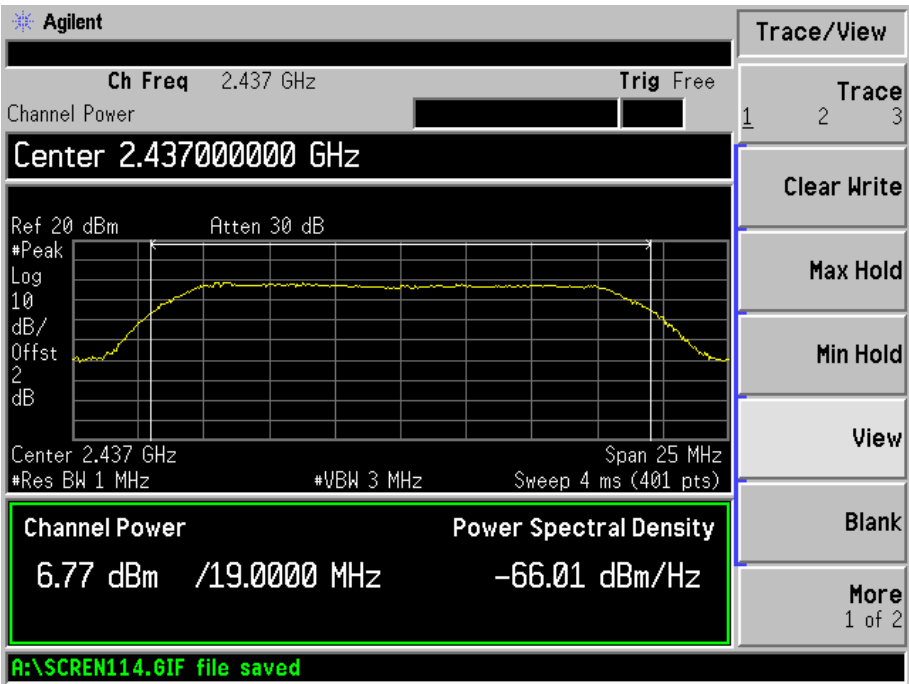 Agilent
Trace/View
Ch Freq 2.437 GHz Trig Free
Channel Power
Trace
1 2 3
Center 2.437000000 GHz
Clear Write
Ref 20 dBm Atten 30 dB
#Peak
Log
10
dB/
Offst
2
dB
Max Hold
Min Hold
View
Center 2.437 GHz Span 25 MHz
#Res BW 1 MHz #VBW 3 MHz Sweep 4 ms (401 pts)
Channel Power Power Spectral Density
6.77 dBm /19.0000 MHz -66.01 dBm/Hz
Blank
More
1 of 2
A:\SCREN114.GIF file saved